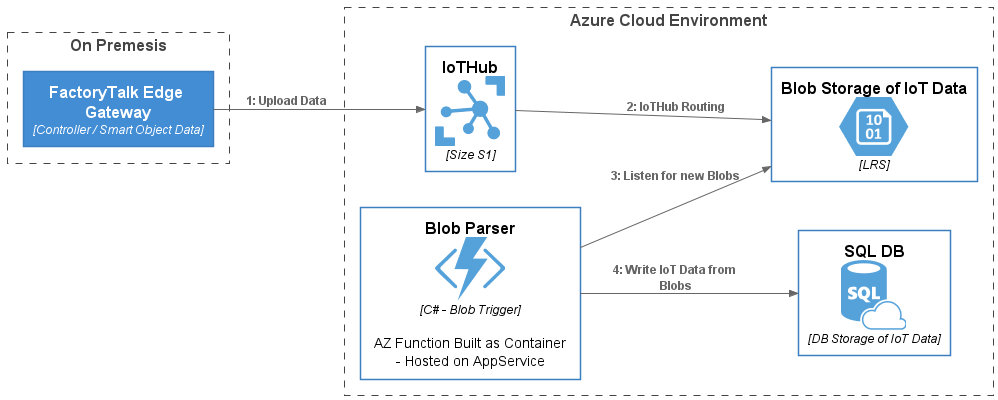 Azure Cloud Environment
On Premesis
FactoryTalk Edge
Gateway
[Controller / Smart Object Data]
1: Upload Data
IoTHub
[Size S1]
2: IoTHub Routing
Blob Storage of IoT Data
10
01
[LRS]
3: Listen for new Blobs
Blob Parser
[C# - Blob Trigger]
AZ Function Built as Container
- Hosted on AppService
4: Write IoT Data from
Blobs
SQL DB
SQL
[DB Storage of IoT Data]